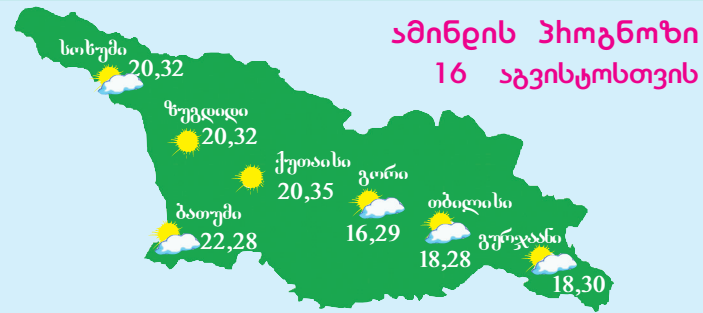 ამინდის პროგნოზი
16 აგვისტოსთვის
სოხუმი
20,32
ზუგდიდი
20,32
ქუთაისი
20,35
გორი
16,29
თბილისი
18,28
ბათუმი
22,28
გურჯაანი
18,30